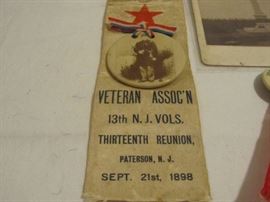 VETERAN ASSOC'N
13th N. J. VOLS.
THIRTEENTH REUNION,
PATERSON, N. J.
SEPT. 21st, 1898